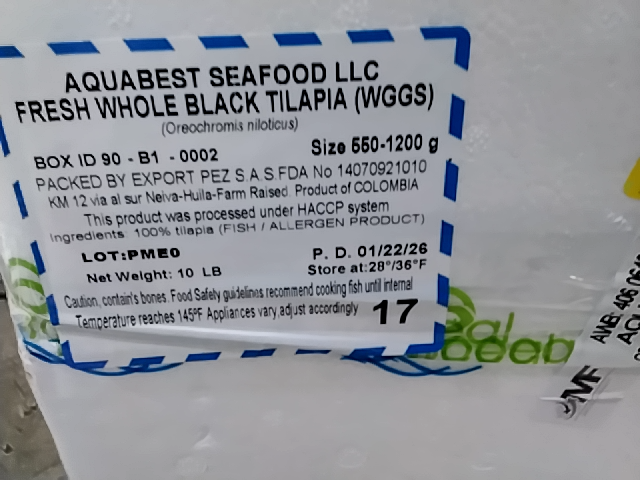 AQUABEST SEAFOOD LLC
FRESH WHOLE BLACK TILAPIA (WGGS)
(Oreochromis niloticus)
BOX ID 90 - B1 - 0002 Size 550-1200 g
PACKED BY EXPORT PEZ S.A.S.FDA No 14070921010
KM 12 via al sur Neiva-Huila-Farm Raised. Product of COLOMBIA
This product was processed under HACCP system
Ingredients: 100% tilapia (FISH / ALLERGEN PRODUCT)
LOT:PME0 P. D. 01/22/26
Net Weight: 10 LB Store at:28°/36°F
Caution, contain's bones. Food Safety guidelines recommend cooking fish until internal
Temperature reaches 145ºF Appliances vary,adjust accordingly 17
AWB: 406